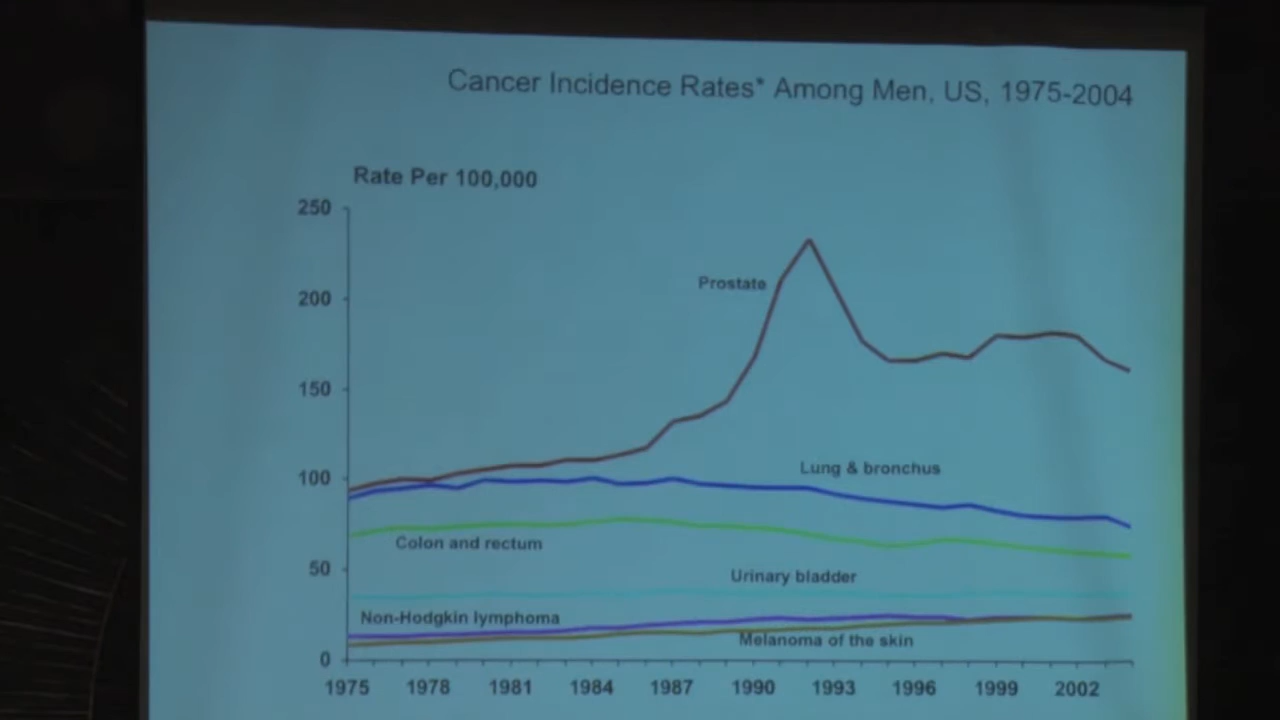 Cancer Incidence Rates* Among Men, US, 1975-2004
Rate Per 100,000
250
200
150
100
50
0
Prostate
Lung & bronchus
Colon and rectum
Urinary bladder
Non-Hodgkin lymphoma
Melanoma of the skin
1975 1978 1981 1984 1987 1990 1993 1996 1999 2002